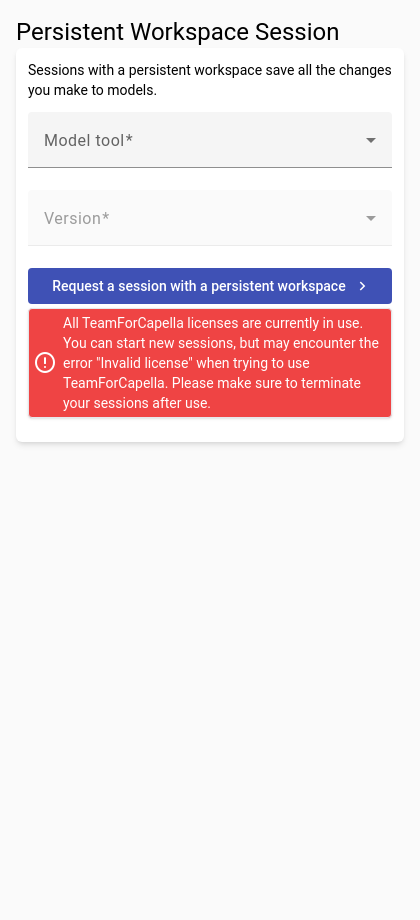 Persistent Workspace Session
Sessions with a persistent workspace save all the changes
you make to models.
Model tool*
Version*
Request a session with a persistent workspace
All TeamForCapella licenses are currently in use.
You can start new sessions, but may encounter the
error "Invalid license" when trying to use
TeamForCapella. Please make sure to terminate
your sessions after use.